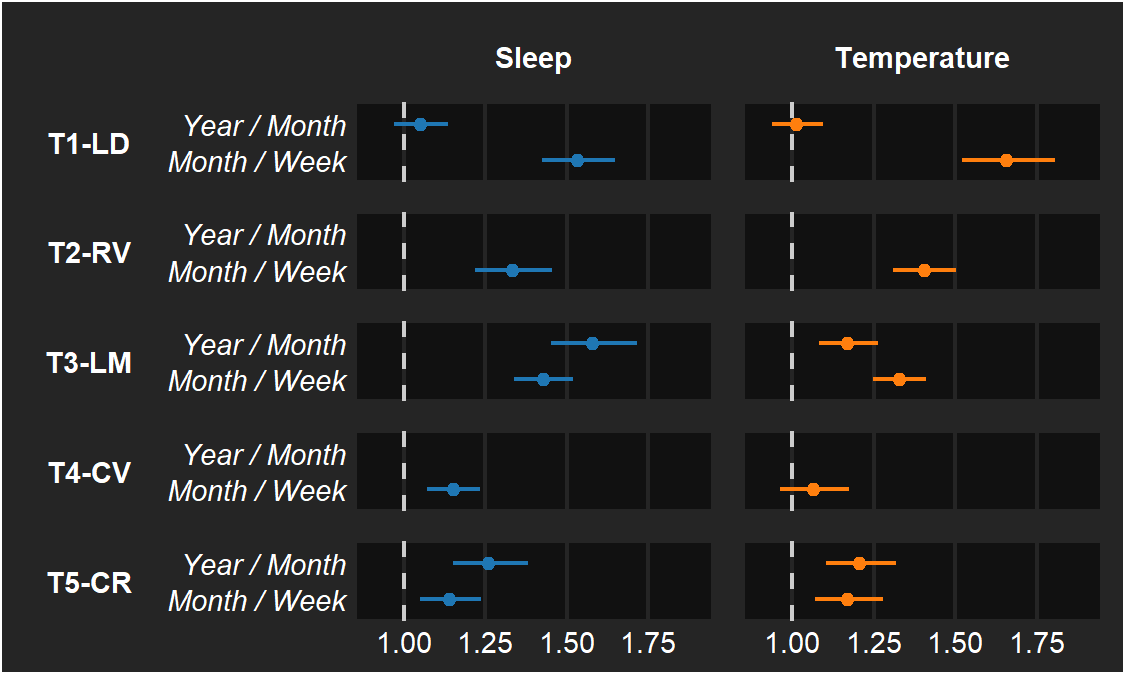 Sleep Temperature
T1-LD Year / Month
Month / Week
T2-RV Year / Month
Month / Week
T3-LM Year / Month
Month / Week
T4-CV Year / Month
Month / Week
T5-CR Year / Month
Month / Week
1.00 1.25 1.50 1.75 1.00 1.25 1.50 1.75